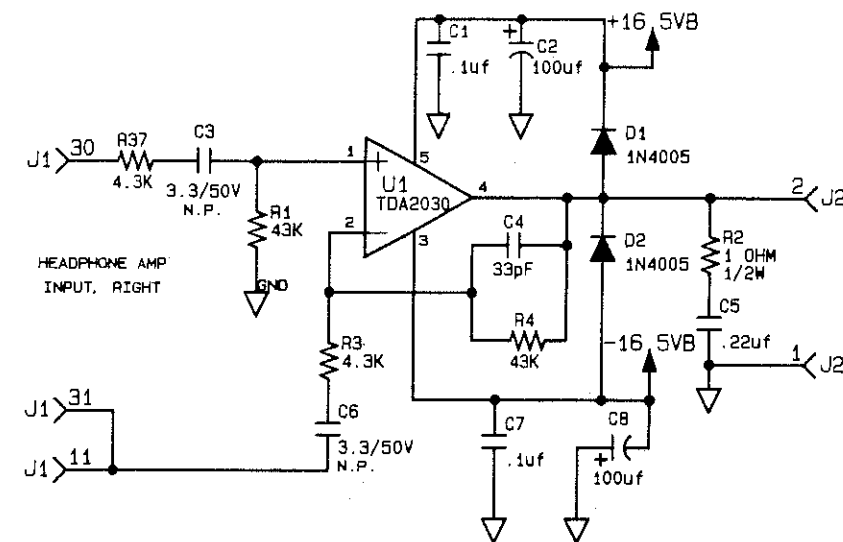 +16 5VB
C1
.1uf
+
C2
100uf
D1
1N4005
J1 30
R37
4.3K
C3
3.3/50V
N.P.
1
+
5
U1
TDA2030
4
2
J2
R1
43K
2
-
3
C4
33pF
D2
1N4005
R2
1 OHM
1/2W
HEADPHONE AMP
INPUT, RIGHT
GND
R4
43K
C5
.22uf
R3
4.3K
-16 5VB
1
J2
J1 31
C6
3.3/50V
N.P.
J1 11
C7
.1uf
C8
+
100uf